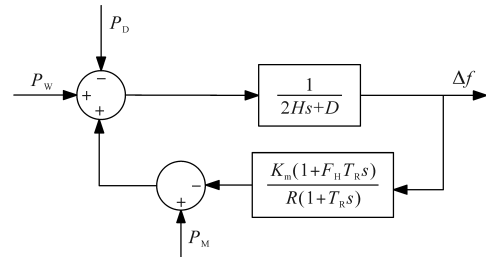 P_D
P_W
−
+
+
1
2Hs+D
Δf
K_m(1+F_H T_R s)
R(1+T_R s)
−
+
P_M